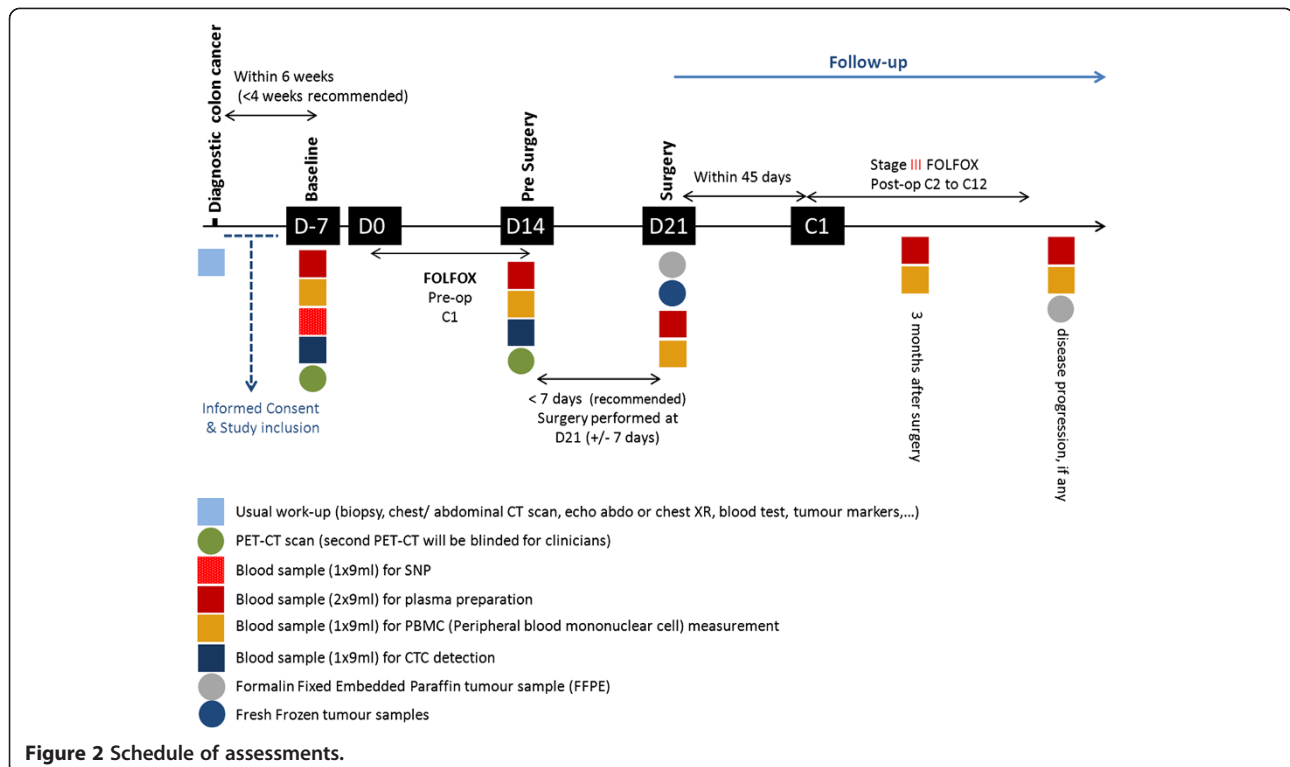 Follow-up
Diagnostic colon cancer
Within 6 weeks
(<4 weeks recommended)
Baseline
Pre Surgery
Surgery
Within 45 days
Stage III FOLFOX
Post-op C2 to C12
D-7
D0
D14
D21
C1
FOLFOX
Pre-op
C1
Informed Consent
& Study inclusion
< 7 days (recommended)
Surgery performed at
D21 (+/- 7 days)
3 months after surgery
disease progression, if any
Usual work-up (biopsy, chest/ abdominal CT scan, echo abdo or chest XR, blood test, tumour markers,...)
PET-CT scan (second PET-CT will be blinded for clinicians)
Blood sample (1x9ml) for SNP
Blood sample (2x9ml) for plasma preparation
Blood sample (1x9ml) for PBMC (Peripheral blood mononuclear cell) measurement
Blood sample (1x9ml) for CTC detection
Formalin Fixed Embedded Paraffin tumour sample (FFPE)
Fresh Frozen tumour samples
Figure 2 Schedule of assessments.